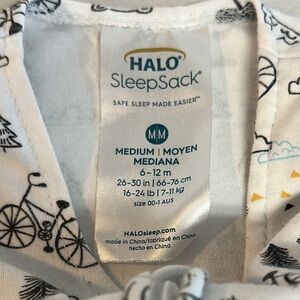 HALO®
SleepSack®
SAFE SLEEP MADE EASIER™
M|M
MEDIUM | MOYEN
MEDIANA
6-12 m
26-30 in | 66-76 cm
16-24 lb | 7-11 kg
size 00-1 AUS
HALOsleep.com
made in China/fabriqué en Chine
hecho en China